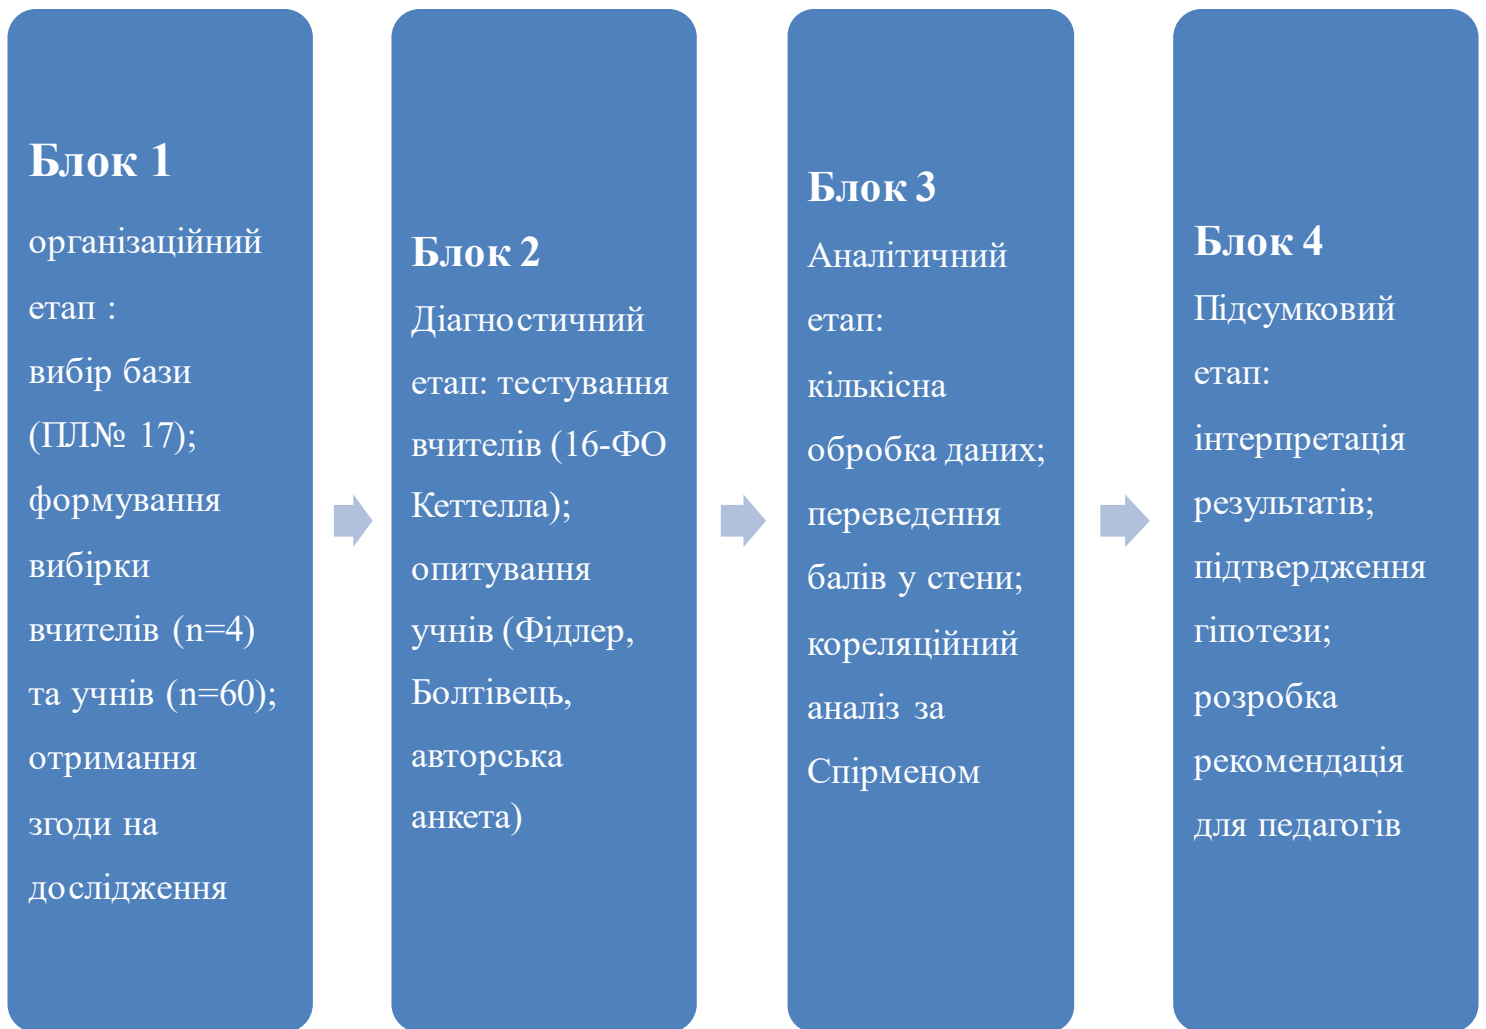 Блок 1
організаційний
етап :
вибір бази
(ПЛ№ 17);
формування
вибірки
вчителів (n=4)
та учнів (n=60);
отримання
згоди на
дослідження
Блок 2
Діагностичний
етап: тестування
вчителів (16-ФО
Кеттелла);
опитування
учнів (Фідлер,
Болтівець,
авторська
анкета)
Блок 3
Аналітичний
етап:
кількісна
обробка даних;
переведення
балів у стени;
кореляційний
аналіз за
Спірменом
Блок 4
Підсумковий
етап:
інтерпретація
результатів;
підтвердження
гіпотези;
розробка
рекомендація
для педагогів